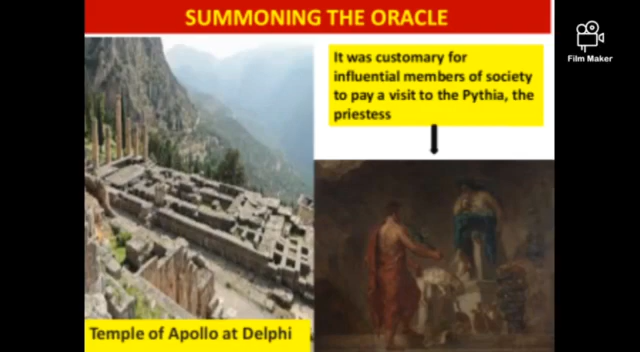 SUMMONING THE ORACLE
It was customary for
influential members of society
to pay a visit to the Pythia, the
priestess
Film Maker
Temple of Apollo at Delphi